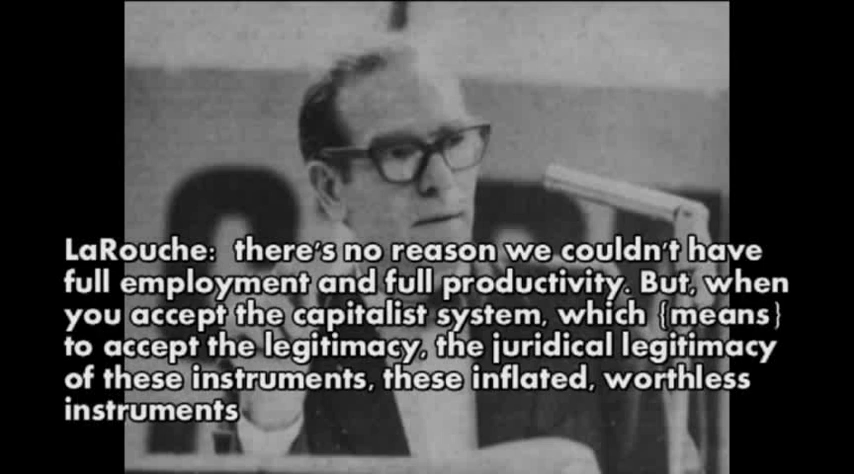 LaRouche: there's no reason we couldn't have
full employment and full productivity. But, when
you accept the capitalist system, which {means}
to accept the legitimacy, the juridical legitimacy
of these instruments, these inflated, worthless
instruments